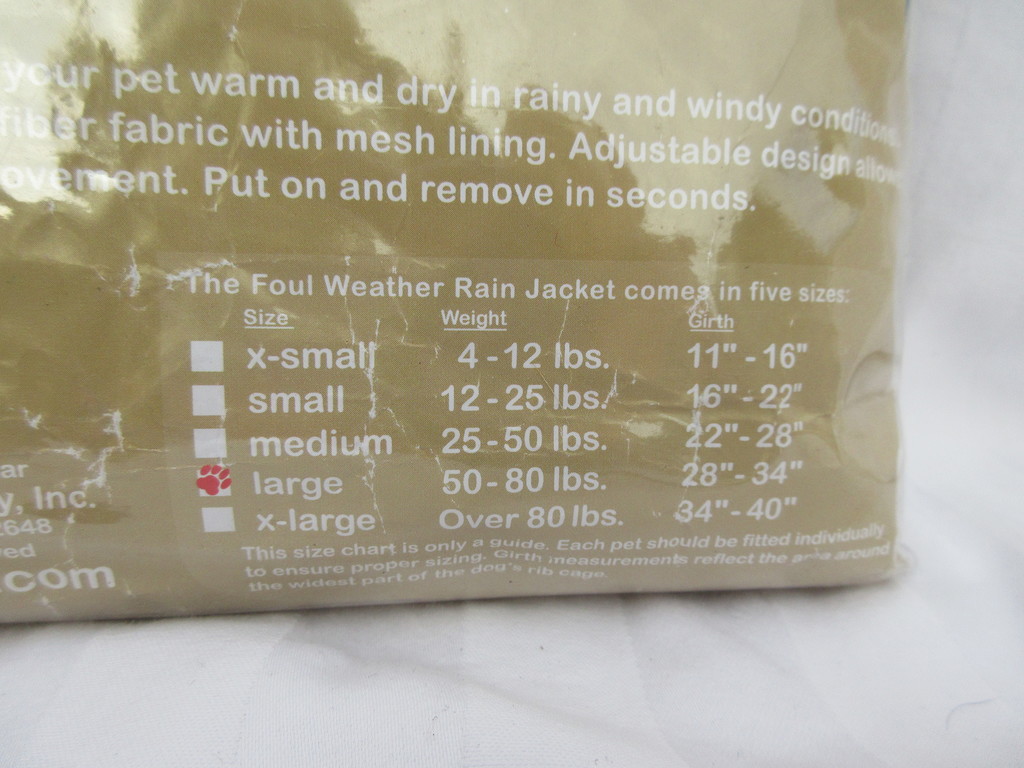 your pet warm and dry in rainy and windy conditions.
fiber fabric with mesh lining. Adjustable design allow
ovement. Put on and remove in seconds.
The Foul Weather Rain Jacket comes in five sizes:
Size Weight Girth
x-small 4-12 lbs. 11" - 16"
small 12-25 lbs. 16" - 22"
medium 25-50 lbs. 22"- 28"
large 50-80 lbs. 28" - 34"
x-large Over 80 lbs. 34"- 40"
This size chart is only a guide. Each pet should be fitted individually
to ensure proper sizing. Girth measurements reflect the around
the widest part of the dog's rib cage.
ar
y, Inc.
2648
ved
.com